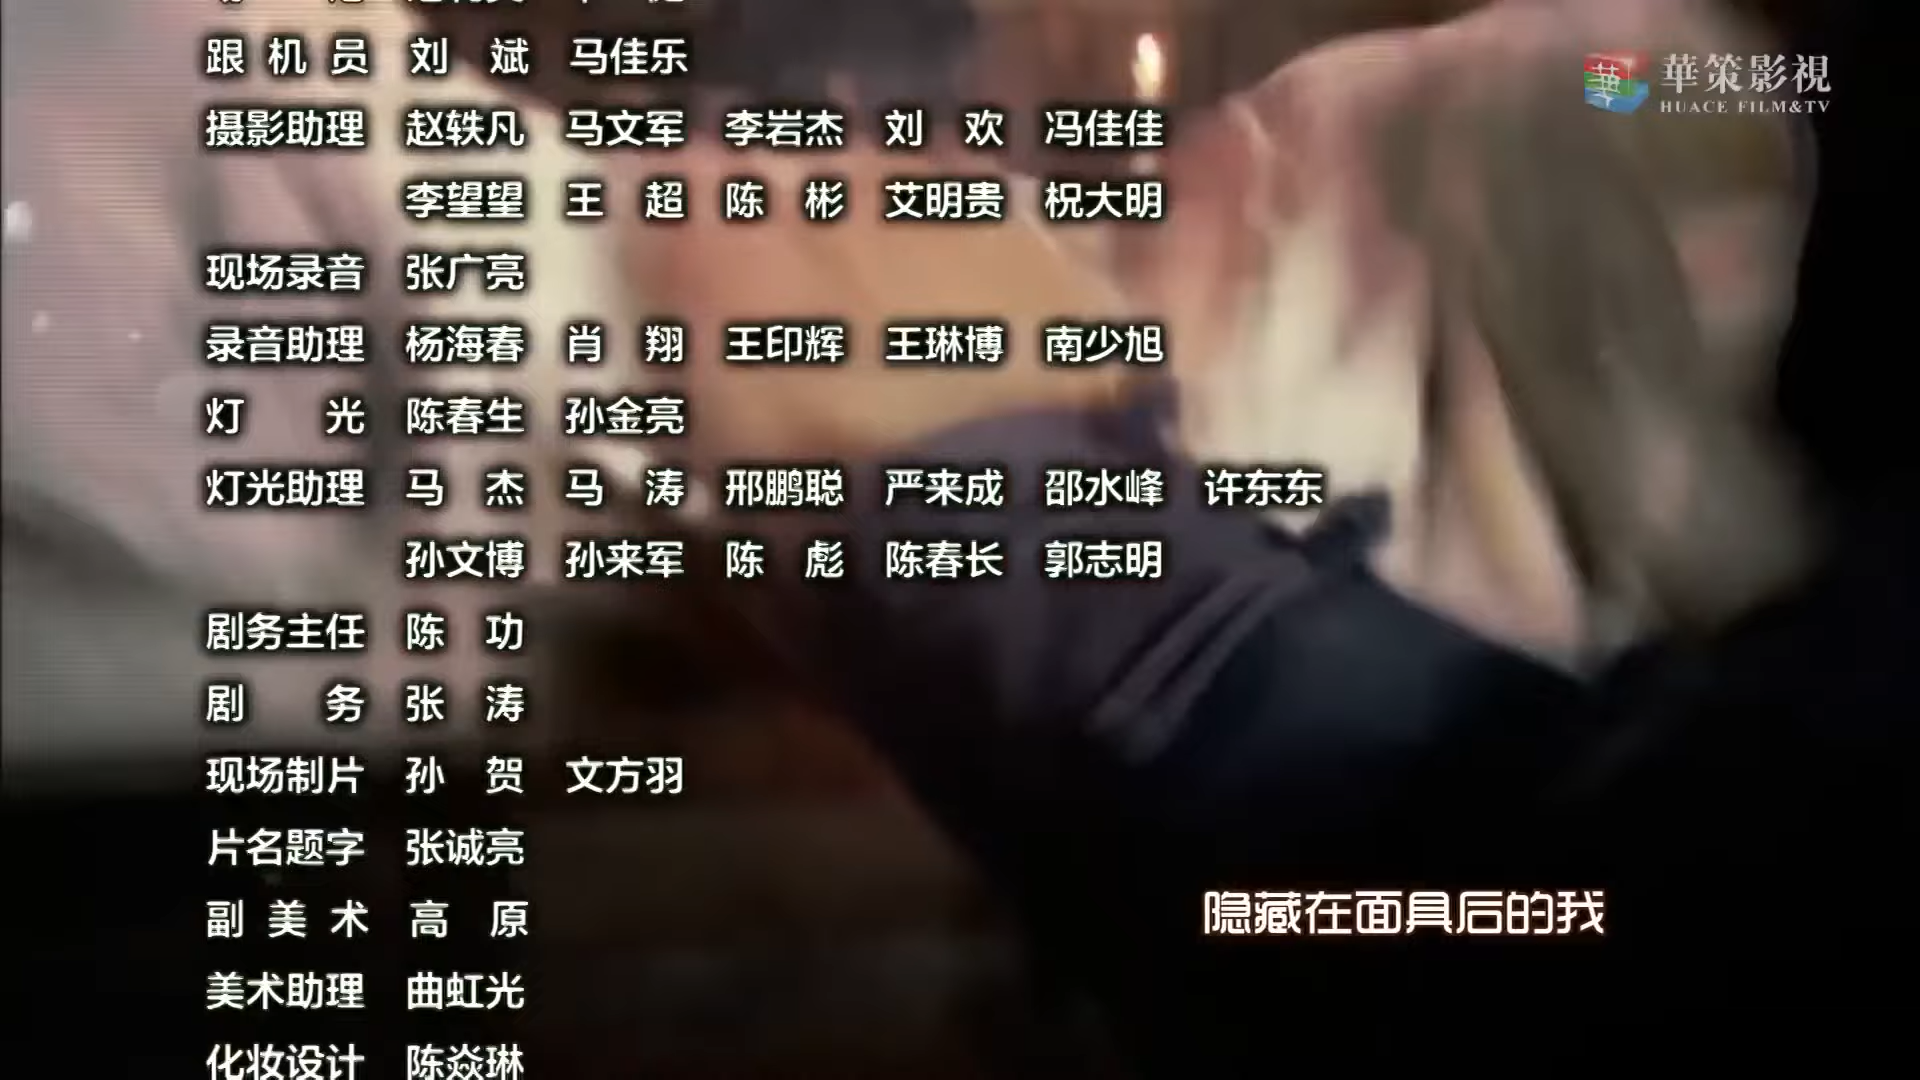 跟机员 刘斌 马佳乐
華策影視
HUACE FILM&TV
摄影助理 赵轶凡 马文军 李岩杰 刘欢 冯佳佳
李望望 王超 陈彬 艾明贵 祝大明
现场录音 张广亮
录音助理 杨海春 肖翔 王印辉 王琳博 南少旭
灯光 陈春生 孙金亮
灯光助理 马杰 马涛 邢鹏聪 严来成 邵水峰 许东东
孙文博 孙来军 陈彪 陈春长 郭志明
剧务主任 陈功
剧务 张涛
现场制片 孙贺 文方羽
片名题字 张诚亮
副美术 高原
隐藏在面具后的我
美术助理 曲虹光
化妆设计 陈焱琳